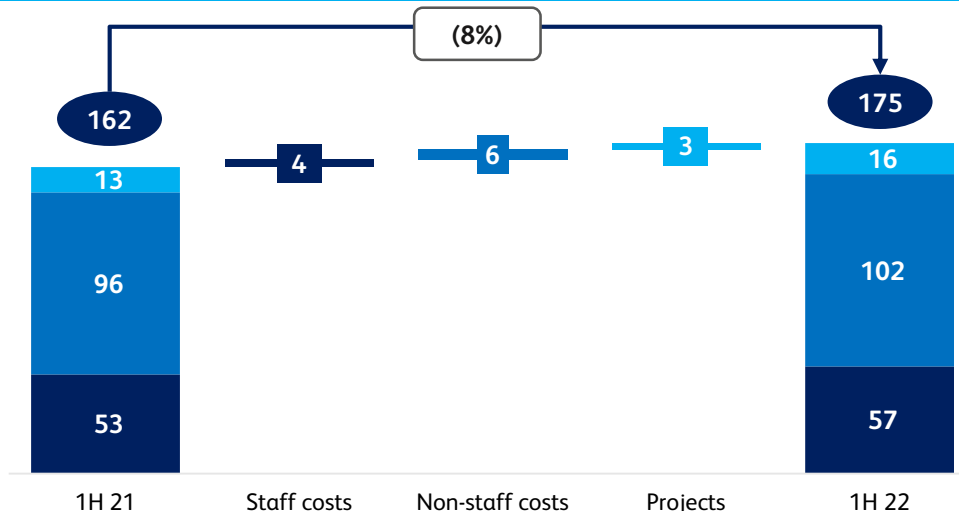 (8%)
162
175
13
4
6
3
16
96
102
53
57
1H 21
Staff costs
Non-staff costs
Projects
1H 22